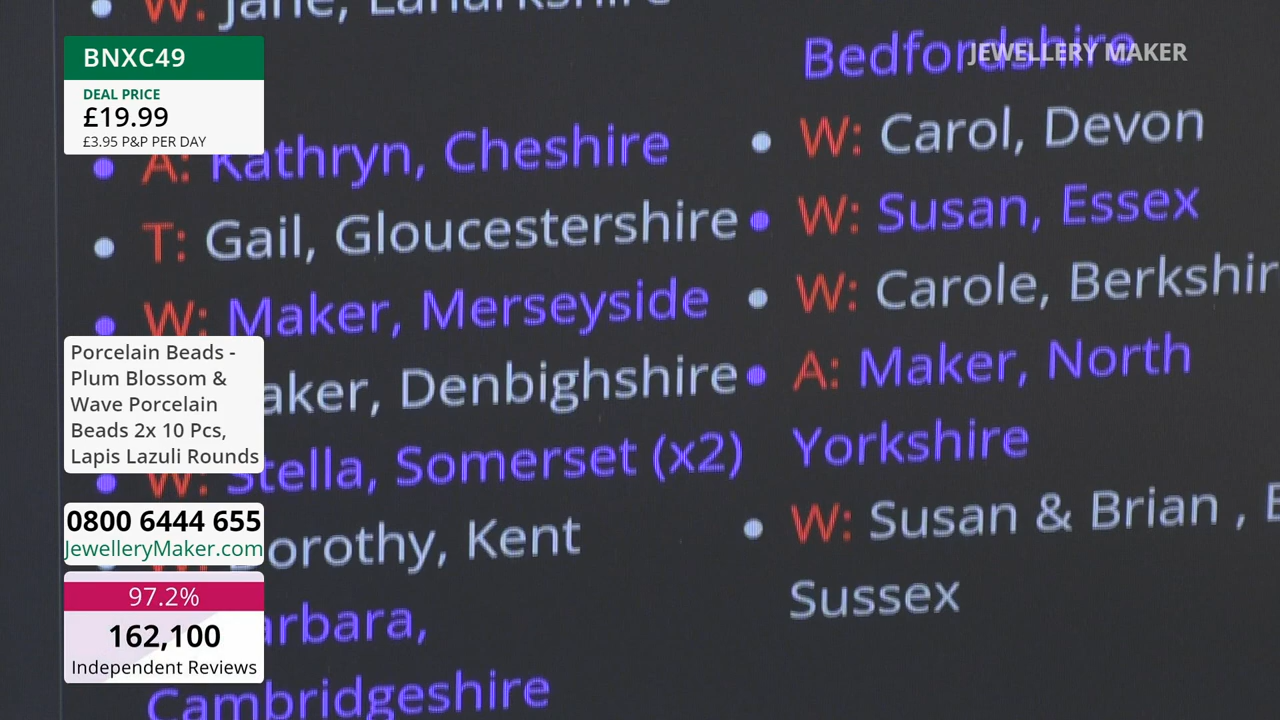 W: Jane, Lanarkshire
BNXC49
DEAL PRICE
£19.99
£3.95 P&P PER DAY
A: Kathryn, Cheshire
T: Gail, Gloucestershire
W: Maker, Merseyside
Porcelain Beads -
Plum Blossom &
Wave Porcelain
Beads 2x 10 Pcs,
Lapis Lazuli Rounds
aker, Denbighshire
W: Stella, Somerset (x2)
0800 6444 655
JewelleryMaker.com
Dorothy, Kent
97.2%
162,100
Independent Reviews
arbara,
Cambridgeshire
JEWELLERY MAKER
Bedfordshire
W: Carol, Devon
W: Susan, Essex
W: Carole, Berkshir
A: Maker, North
Yorkshire
W: Susan & Brian , E
Sussex